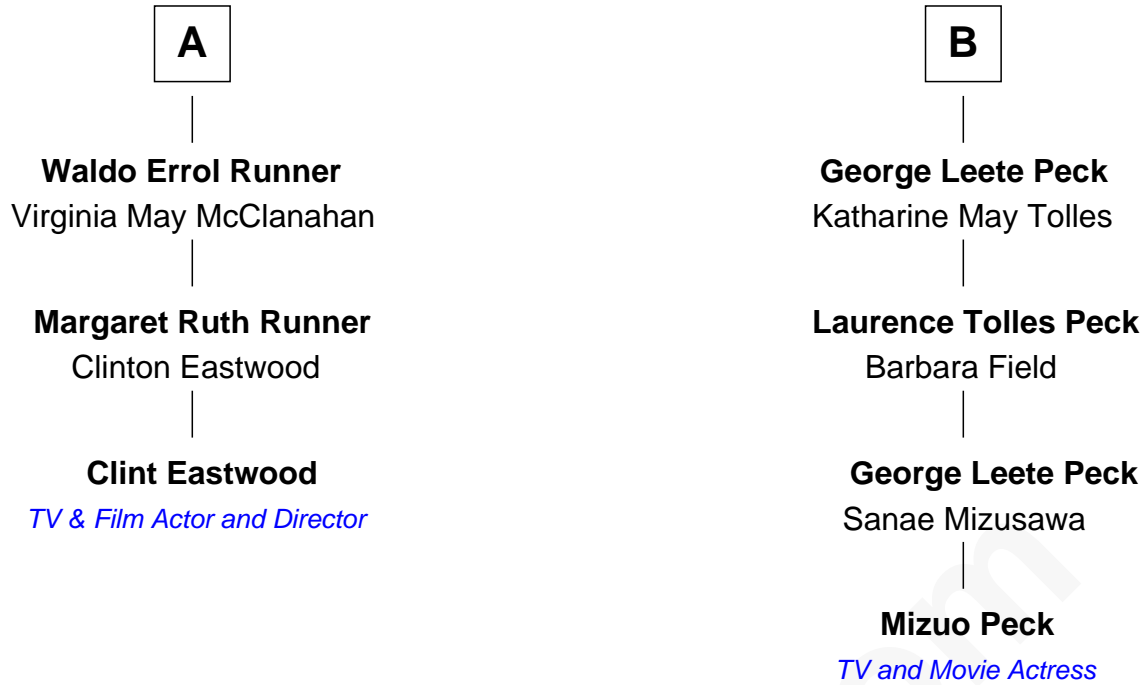 A
Waldo Errol Runner
Virginia May McClanahan
Margaret Ruth Runner
Clinton Eastwood
Clint Eastwood
TV & Film Actor and Director
B
George Leete Peck
Katharine May Tolles
Laurence Tolles Peck
Barbara Field
George Leete Peck
Sanae Mizusawa
Mizuo Peck
TV and Movie Actress